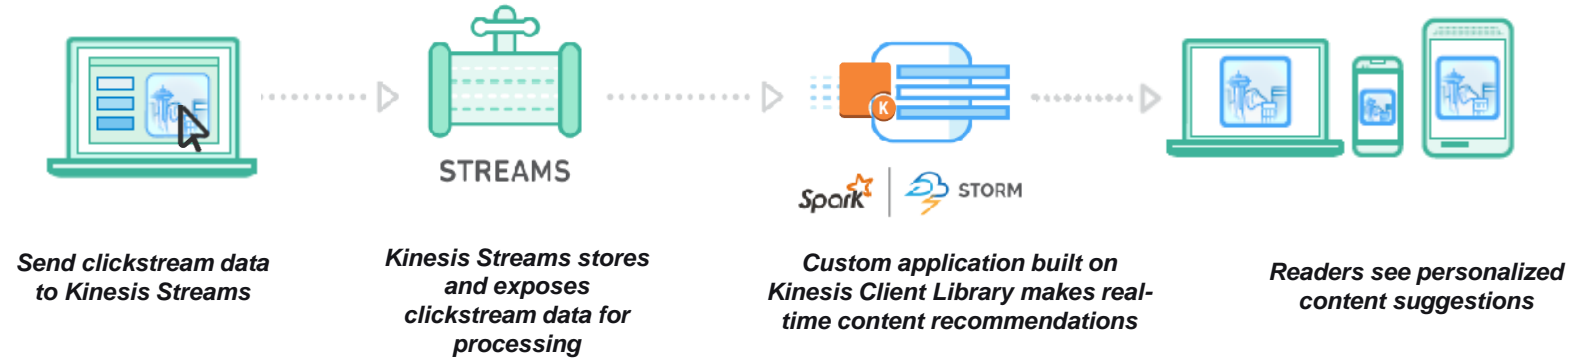 K
STREAMS
Spark
STORM
Send clickstream data
to Kinesis Streams
Kinesis Streams stores
and exposes
clickstream data for
processing
Custom application built on
Kinesis Client Library makes real-
time content recommendations
Readers see personalized
content suggestions